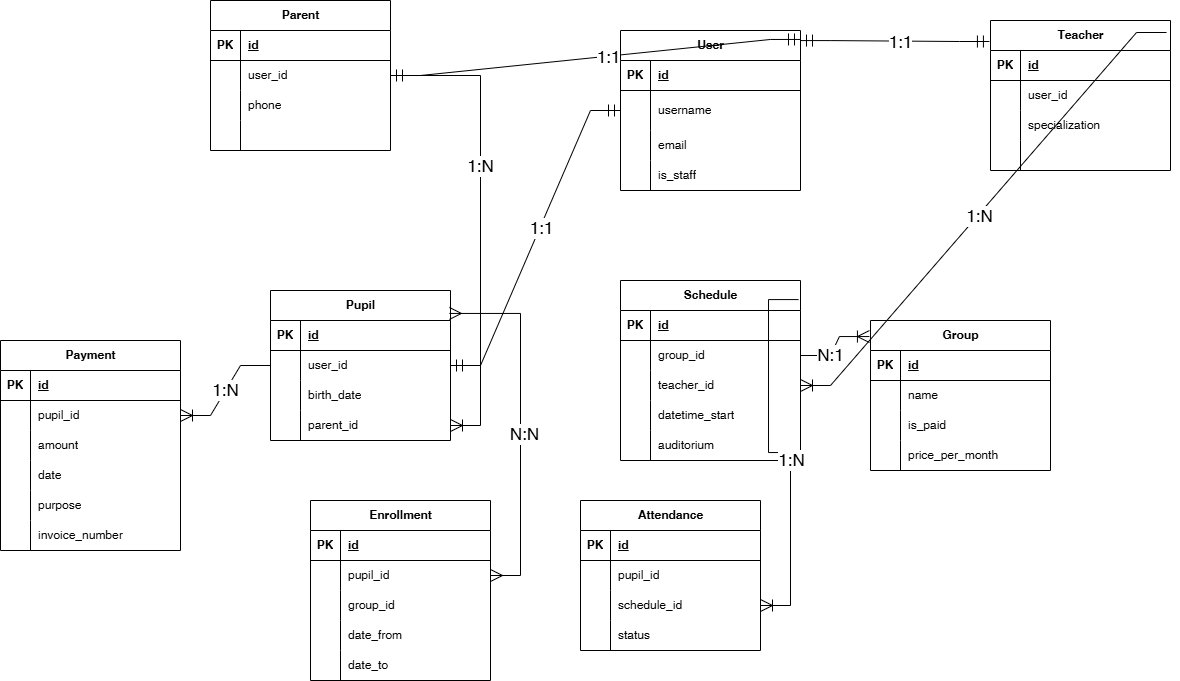 Parent
PK id
user_id
phone
User
PK id
username
email
is_staff
Teacher
PK id
user_id
specialization
1:1
1:1
1:N
1:1
1:N
Pupil
PK id
user_id
birth_date
parent_id
Schedule
PK id
group_id
teacher_id
datetime_start
auditorium
Group
PK id
name
is_paid
price_per_month
N:1
Payment
PK id
pupil_id
amount
date
purpose
invoice_number
1:N
N:N
1:N
Enrollment
PK id
pupil_id
group_id
date_from
date_to
Attendance
PK id
pupil_id
schedule_id
status